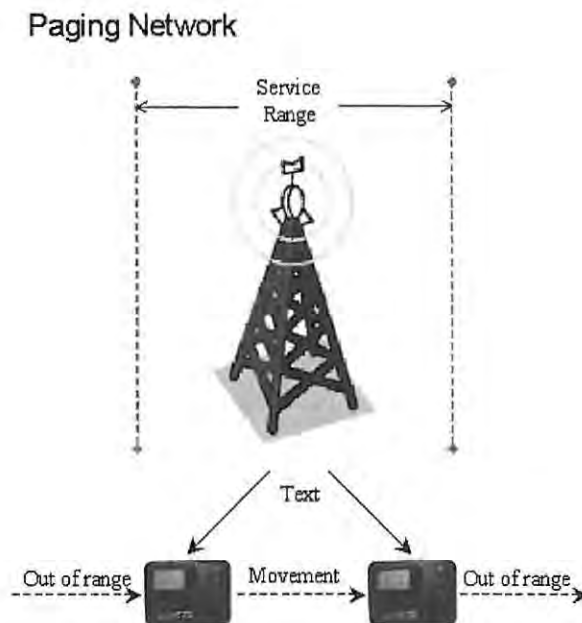 Paging Network
Service
Range
Text
Out of range
Movement
Out of range